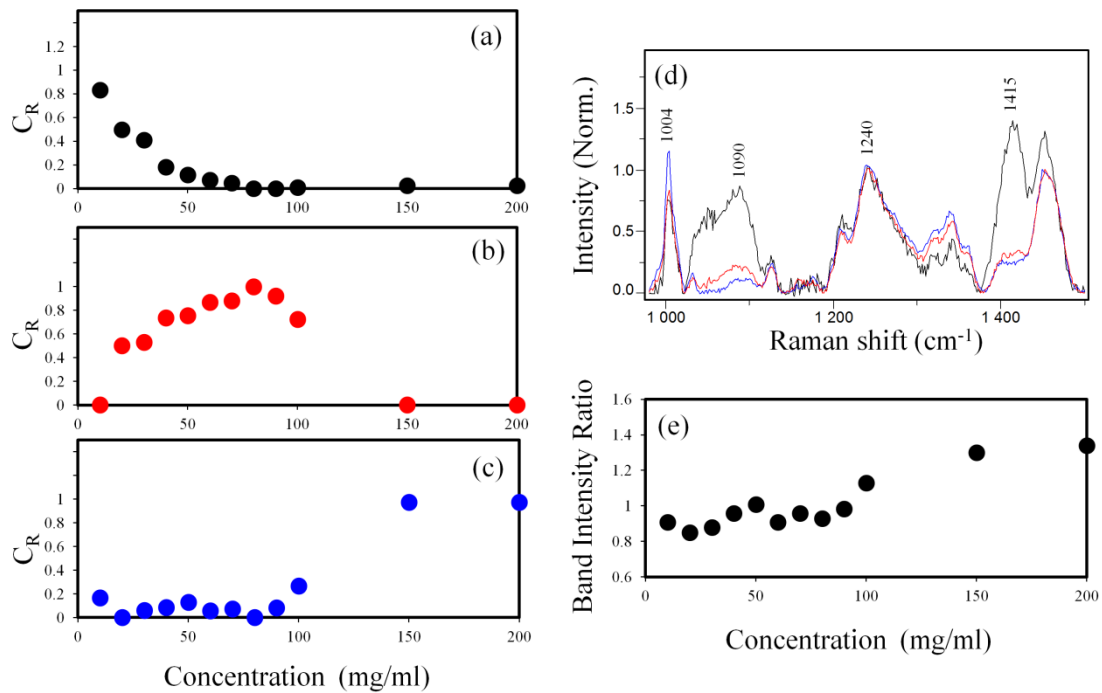 (a)
C_R
1.2
1
0.8
0.6
0.4
0.2
0
0 50 100 150 200
(b)
C_R
1
0.8
0.6
0.4
0.2
0
0 50 100 150 200
(c)
C_R
1
0.8
0.6
0.4
0.2
0
0 50 100 150 200
Concentration (mg/ml)
(d)
Intensity (Norm.)
1.5
1.0
0.5
0.0
1004
1090
1240
1415
1 000 1 200 1 400
Raman shift (cm⁻¹)
(e)
Band Intensity Ratio
1.6
1.4
1.2
1
0.8
0.6
0 50 100 150 200
Concentration (mg/ml)